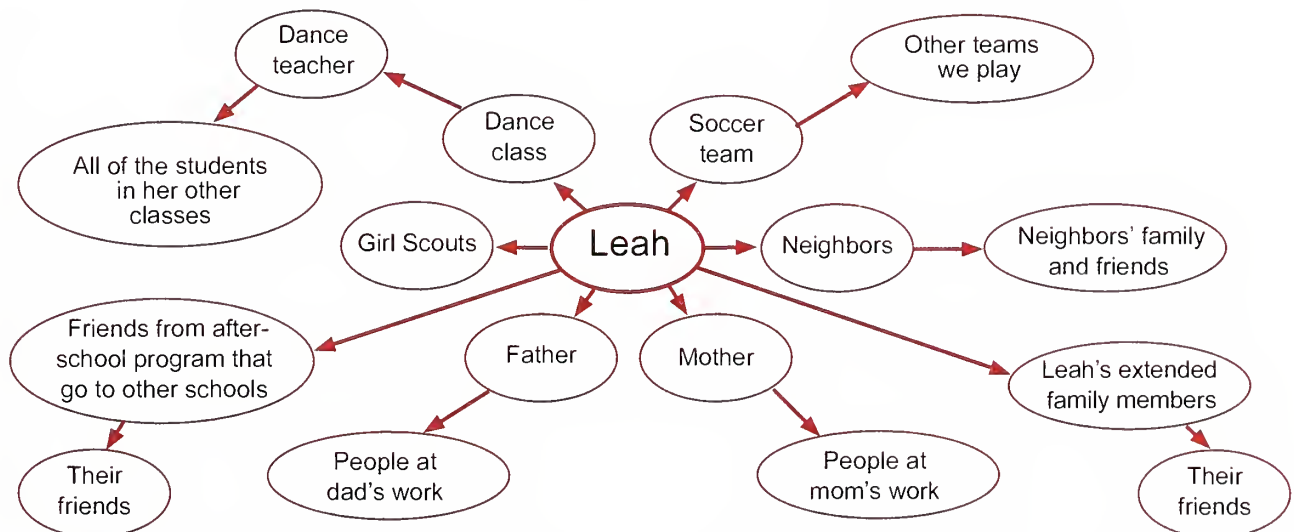 Dance
teacher
Other teams
we play
Dance
class
Soccer
team
All of the students
in her other
classes
Girl Scouts
Leah
Neighbors
Neighbors' family
and friends
Friends from after-
school program that
go to other schools
Father
Mother
Leah's extended
family members
Their
friends
People at
dad's work
People at
mom's work
Their
friends